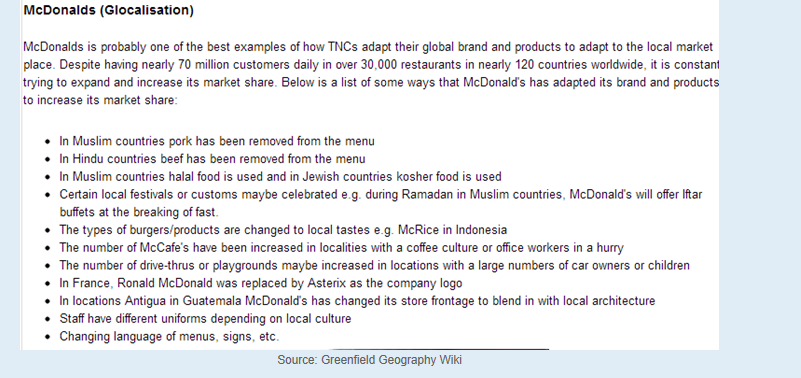 McDonalds (Glocalisation)
McDonalds is probably one of the best examples of how TNCs adapt their global brand and products to adapt to the local market
place. Despite having nearly 70 million customers daily in over 30,000 restaurants in nearly 120 countries worldwide, it is constant
trying to expand and increase its market share. Below is a list of some ways that McDonald's has adapted its brand and products
to increase its market share:
• In Muslim countries pork has been removed from the menu
• In Hindu countries beef has been removed from the menu
• In Muslim countries halal food is used and in Jewish countries kosher food is used
• Certain local festivals or customs maybe celebrated e.g. during Ramadan in Muslim countries, McDonald's will offer Iftar
buffets at the breaking of fast.
• The types of burgers/products are changed to local tastes e.g. McRice in Indonesia
• The number of McCafe's have been increased in localities with a coffee culture or office workers in a hurry
• The number of drive-thrus or playgrounds maybe increased in locations with a large numbers of car owners or children
• In France, Ronald McDonald was replaced by Asterix as the company logo
• In locations Antigua in Guatemala McDonald's has changed its store frontage to blend in with local architecture
• Staff have different uniforms depending on local culture
• Changing language of menus, signs, etc.
Source: Greenfield Geography Wiki